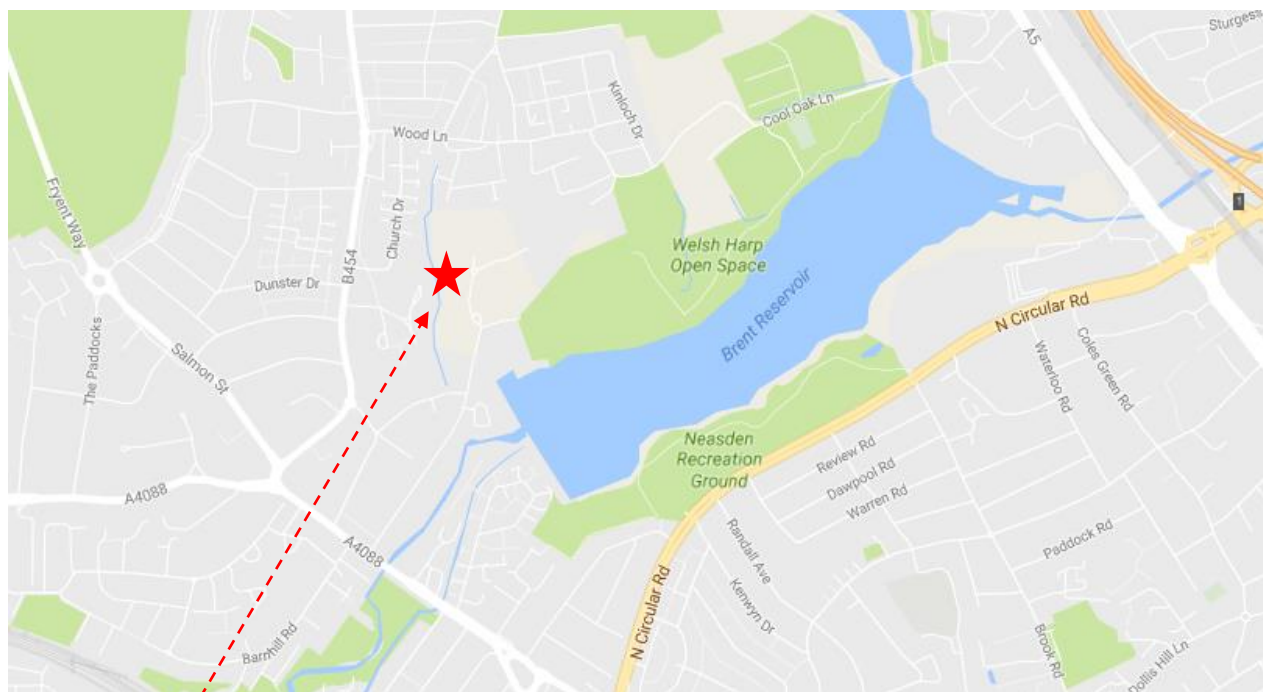 Sturgess
A5
Kinloch Dr
Cool Oak Ln
Wood Ln
Fryent Way
Church Dr
B454
Welsh Harp
Open Space
Dunster Dr
Brent Reservoir
N Circular Rd
The Paddocks
Salmon St
Waterloo Rd
Coles Green Rd
Neasden
Recreation
Ground
Review Rd
Dawpool Rd
Warren Rd
A4088
A4088
Randall Ave
Paddock Rd
Kenwyn Dr
N Circular Rd
Barnhill Rd
Brook Rd
Dollis Hill Ln
1